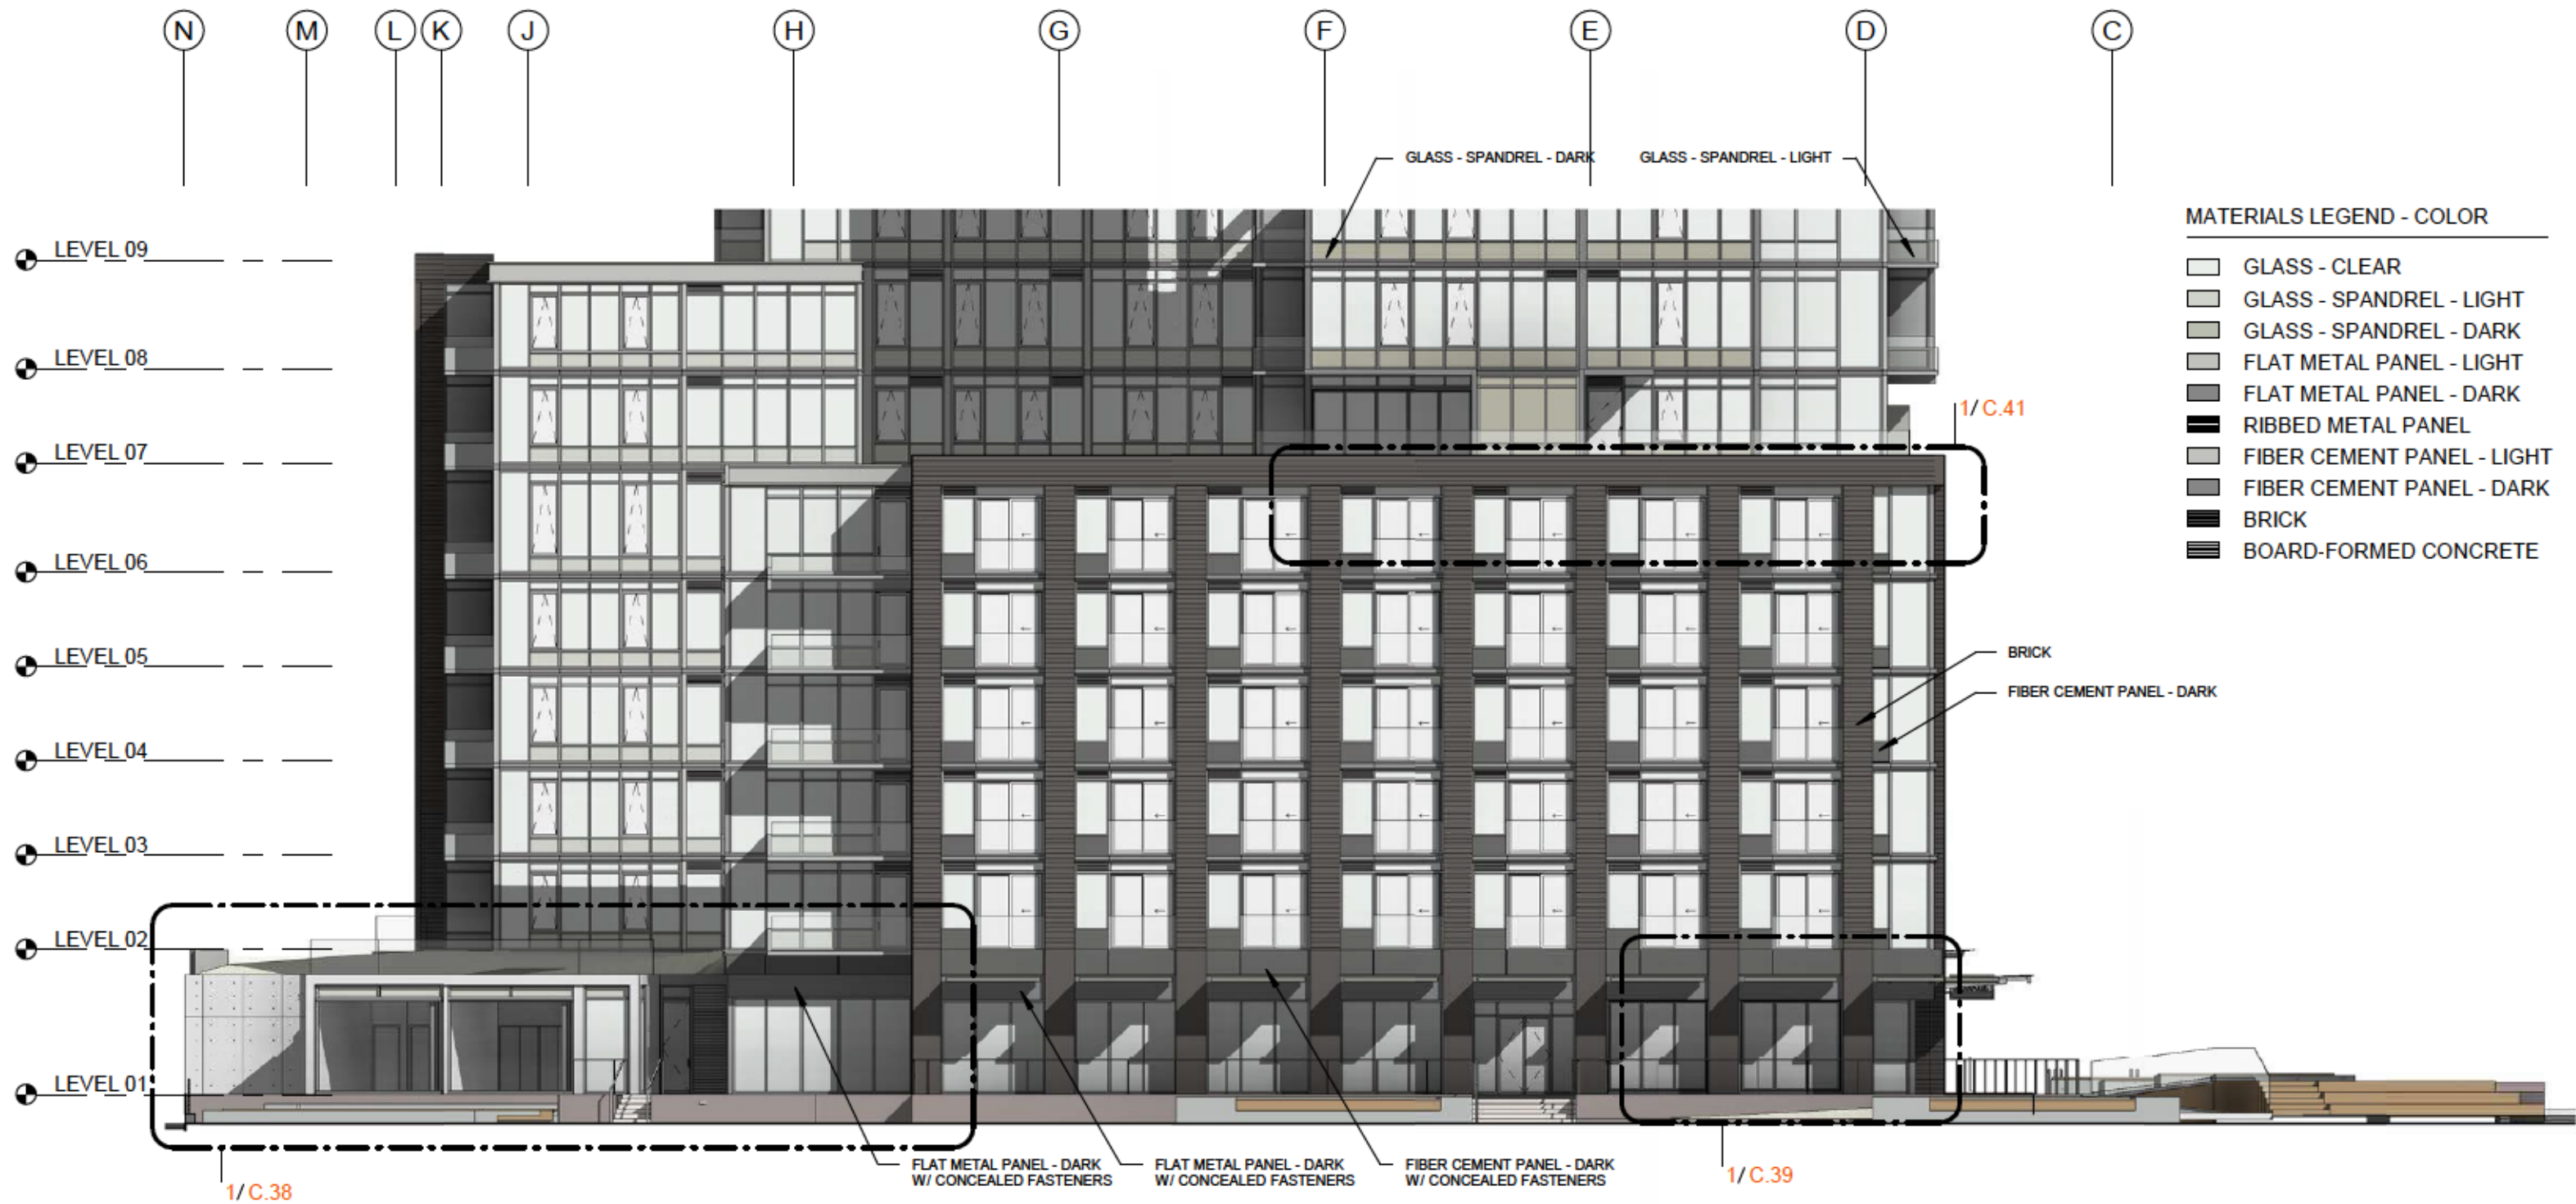 N
M
L
K
J
H
G
F
E
D
C
GLASS - SPANDREL - DARK
GLASS - SPANDREL - LIGHT
MATERIALS LEGEND - COLOR
GLASS - CLEAR
GLASS - SPANDREL - LIGHT
GLASS - SPANDREL - DARK
FLAT METAL PANEL - LIGHT
FLAT METAL PANEL - DARK
RIBBED METAL PANEL
FIBER CEMENT PANEL - LIGHT
FIBER CEMENT PANEL - DARK
BRICK
BOARD-FORMED CONCRETE
LEVEL 09
LEVEL 08
LEVEL 07
LEVEL 06
LEVEL 05
LEVEL 04
LEVEL 03
LEVEL 02
LEVEL 01
1/ C.41
BRICK
FIBER CEMENT PANEL - DARK
1/ C.38
FLAT METAL PANEL - DARK
W/ CONCEALED FASTENERS
FLAT METAL PANEL - DARK
W/ CONCEALED FASTENERS
FIBER CEMENT PANEL - DARK
W/ CONCEALED FASTENERS
1/ C.39